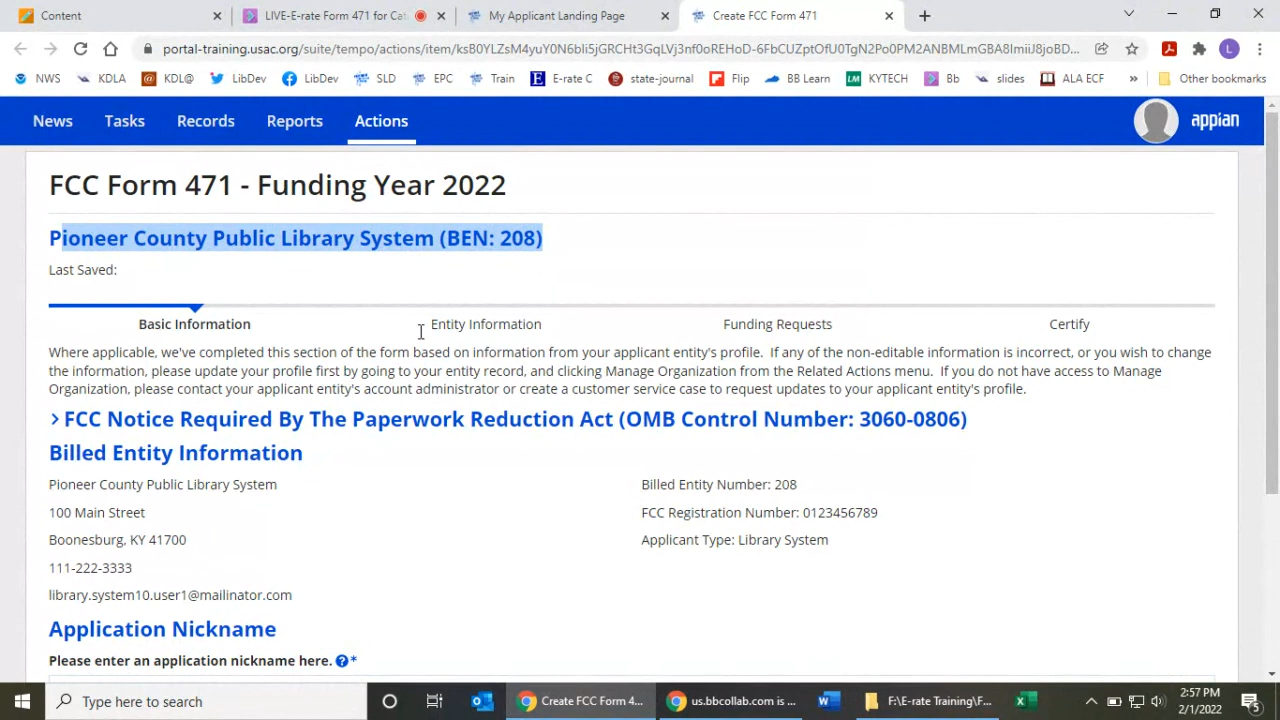 Content
LIVE-E-rate Form 471 for Cat
My Applicant Landing Page
Create FCC Form 471
portal-training.usac.org/suite/tempo/actions/item/ksB0YLZsM4yuY0N6bIi5jGRCHt3GqLVj3nf0oREHoD-6FbCUZptOfU0TgN2Po0PM2ANBMLmGBA8ImiiJ8joBD...
L
NWS
KDLA
KDL@
LibDev
LibDev
SLD
EPC
Train
E-rate C
state-journal
Flip
BB Learn
LM KYTECH
Bb
slides
ALA ECF
»
Other bookmarks
News
Tasks
Records
Reports
Actions
appian
FCC Form 471 - Funding Year 2022
Pioneer County Public Library System (BEN: 208)
Last Saved:
Basic Information
Entity Information
Funding Requests
Certify
Where applicable, we've completed this section of the form based on information from your applicant entity's profile. If any of the non-editable information is incorrect, or you wish to change
the information, please update your profile first by going to your entity record, and clicking Manage Organization from the Related Actions menu. If you do not have access to Manage
Organization, please contact your applicant entity's account administrator or create a customer service case to request updates to your applicant entity's profile.
FCC Notice Required By The Paperwork Reduction Act (OMB Control Number: 3060-0806)
Billed Entity Information
Pioneer County Public Library System
Billed Entity Number: 208
100 Main Street
FCC Registration Number: 0123456789
Boonesburg, KY 41700
Applicant Type: Library System
111-222-3333
library.system10.user1@mailinator.com
Application Nickname
Please enter an application nickname here. ?*
Type here to search
Create FCC Form 4...
us.bbcollab.com is ...
F:\E-rate Training\F...
2:57 PM
2/1/2022
5